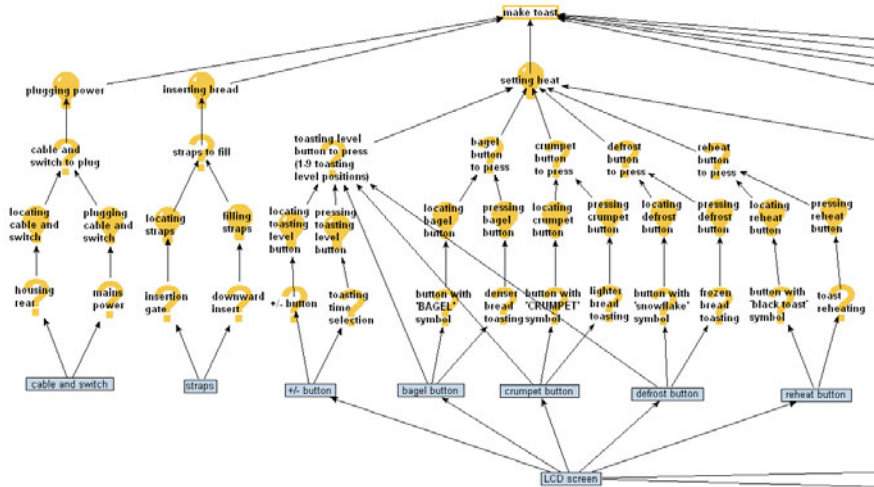 make toast
plugging power
inserting bread
setting heat
cable and
switch to plug
straps to fill
toasting level
button to press
(1-9 toasting
level positions)
bagel
button
to press
crumpet
button
to press
defrost
button
to press
reheat
button
to press
locating
cable and
switch
plugging
cable and
switch
locating
straps
filling
straps
locating
toasting
level
button
pressing
toasting
level
button
locating
bagel
button
pressing
bagel
button
locating
crumpet
button
pressing
crumpet
button
locating
defrost
button
pressing
defrost
button
locating
reheat
button
pressing
reheat
button
housing
rear
mains
power
insertion
gate
downward
insert
+/- button
toasting
time
selection
button with
'BAGEL'
symbol
denser
bread
toasting
button with
'CRUMPET'
symbol
lighter
bread
toasting
button with
'snowflake'
symbol
frozen
bread
toasting
button with
'black toast'
symbol
toast
reheating
cable and switch
straps
+/- button
bagel button
crumpet button
defrost button
reheat button
LCD screen